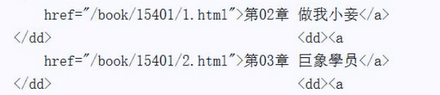 href="/book/15401/1.html">第02章 做我小妾</a>
</dd> <dd><a
href="/book/15401/2.html">第03章 巨象學员</a>
</dd> <dd><a